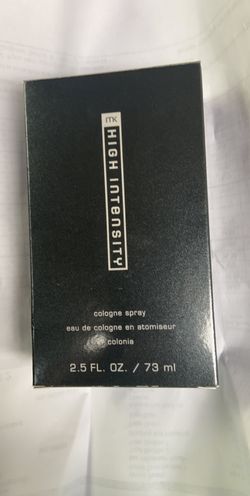 mk
HIGH INTENSITY
cologne spray
eau de cologne en atomiseur
colonia
2.5 FL. OZ. / 73 ml